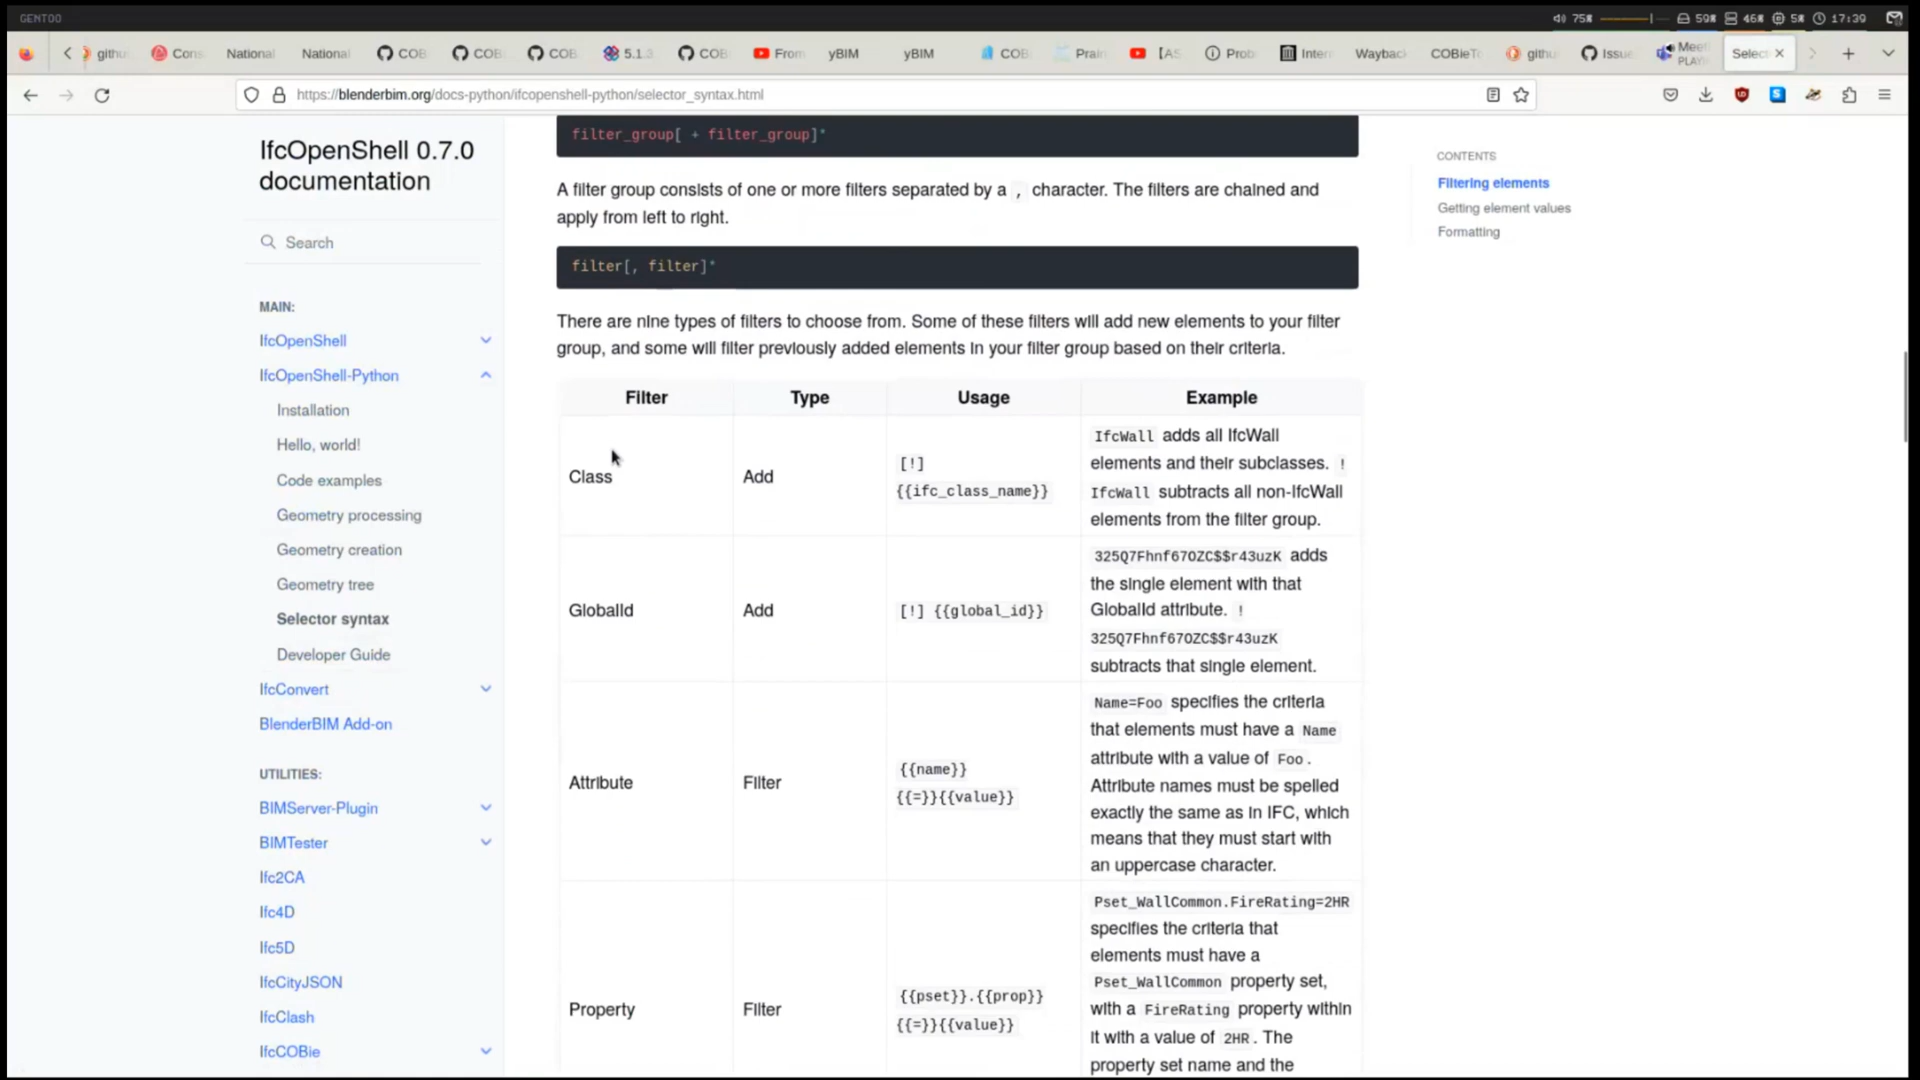 GENTOO
75% 59% 46% 5% 17:39
githu Cons National National COB COB COB 5.1.3 COB From yBIM yBIM COB Prain [AS Prob Inter Wayback COBieTo githu Issue Meet PLAYI Selec
https://blenderbim.org/docs-python/ifcopenshell-python/selector_syntax.html
IfcOpenShell 0.7.0
documentation
Search
MAIN:
IfcOpenShell
IfcOpenShell-Python
Installation
Hello, world!
Code examples
Geometry processing
Geometry creation
Geometry tree
Selector syntax
Developer Guide
IfcConvert
BlenderBIM Add-on
UTILITIES:
BIMServer-Plugin
BIMTester
Ifc2CA
Ifc4D
Ifc5D
IfcCityJSON
IfcClash
IfcCOBie
filter_group[ + filter_group]*
A filter group consists of one or more filters separated by a , character. The filters are chained and
apply from left to right.
filter[, filter]*
There are nine types of filters to choose from. Some of these filters will add new elements to your filter
group, and some will filter previously added elements in your filter group based on their criteria.
Filter Type Usage Example
Class Add
[!]
{{ifc_class_name}}
IfcWall adds all IfcWall
elements and their subclasses. !
IfcWall subtracts all non-IfcWall
elements from the filter group.
GlobalId Add [!] {{global_id}}
325Q7Fhnf67OZC$$r43uzK adds
the single element with that
GlobalId attribute. !
325Q7Fhnf67OZC$$r43uzK
subtracts that single element.
Attribute Filter
{{name}}
{{=}}{{value}}
Name=Foo specifies the criteria
that elements must have a Name
attribute with a value of Foo.
Attribute names must be spelled
exactly the same as in IFC, which
means that they must start with
an uppercase character.
Property Filter
{{pset}}.{{prop}}
{{=}}{{value}}
Pset_WallCommon.FireRating=2HR
specifies the criteria that
elements must have a
Pset_WallCommon property set,
with a FireRating property within
it with a value of 2HR. The
property set name and the
CONTENTS
Filtering elements
Getting element values
Formatting